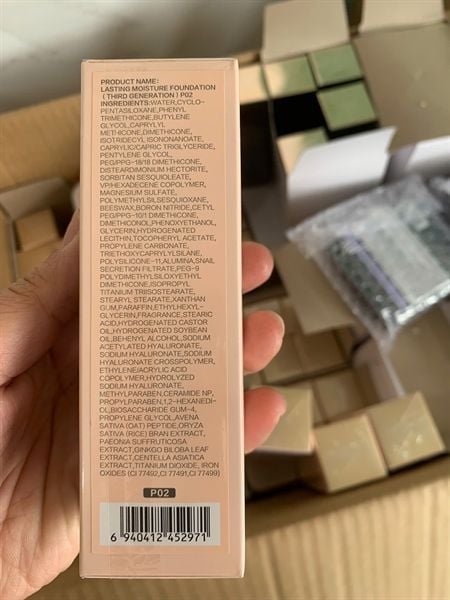 PRODUCT NAME:
LASTING MOISTURE FOUNDATION
(THIRD GENERATION) P02
INGREDIENTS:WATER,CYCLO-
PENTASILOXANE,PHENYL
TRIMETHICONE,BUTYLENE
GLYCOL,CAPRYLYL
METHICONE,DIMETHICONE,
ISOTRIDECYL ISONONANOATE,
CAPRYLIC/CAPRIC TRIGLYCERIDE,
PENTYLENE GLYCOL,
PEG/PPG-18/18 DIMETHICONE,
DISTEARDIMONIUM HECTORITE,
SORBITAN SESQUIOLEATE,
VP/HEXADECENE COPOLYMER,
MAGNESIUM SULFATE,
POLYMETHYLSILSESQUIOXANE,
BEESWAX,BORON NITRIDE,CETYL
PEG/PPG-10/1 DIMETHICONE,
DIMETHICONOL,PHENOXYETHANOL,
GLYCERIN,HYDROGENATED
LECITHIN,TOCOPHERYL ACETATE,
PROPYLENE CARBONATE,
TRIETHOXYCAPRYLYLSILANE,
POLYSILICONE-11,ALUMINA,SNAIL
SECRETION FILTRATE,PEG-9
POLYDIMETHYLSILOXYETHYL
DIMETHICONE,ISOPROPYL
TITANIUM TRIISOSTEARATE,
STEARYL STEARATE,XANTHAN
GUM,PARAFFIN,ETHYLHEXYL-
GLYCERIN,FRAGRANCE,STEARIC
ACID,HYDROGENATED CASTOR
OIL,HYDROGENATED SOYBEAN
OIL,BEHENYL ALCOHOL,SODIUM
ACETYLATED HYALURONATE,
SODIUM HYALURONATE,SODIUM
HYALURONATE CROSSPOLYMER,
ETHYLENE/ACRYLIC ACID
COPOLYMER,HYDROLYZED
SODIUM HYALURONATE,
METHYLPARABEN,CERAMIDE NP,
PROPYLPARABEN,1,2-HEXANEDI-
OL,BIOSACCHARIDE GUM-4,
PROPYLENE GLYCOL,AVENA
SATIVA (OAT) PEPTIDE,ORYZA
SATIVA (RICE) BRAN EXTRACT,
PAEONIA SUFFRUTICOSA
EXTRACT,GINKGO BILOBA LEAF
EXTRACT,CENTELLA ASIATICA
EXTRACT,TITANIUM DIOXIDE, IRON
OXIDES (CI 77492,CI 77491,CI 77499)
P02
6 940412 452971